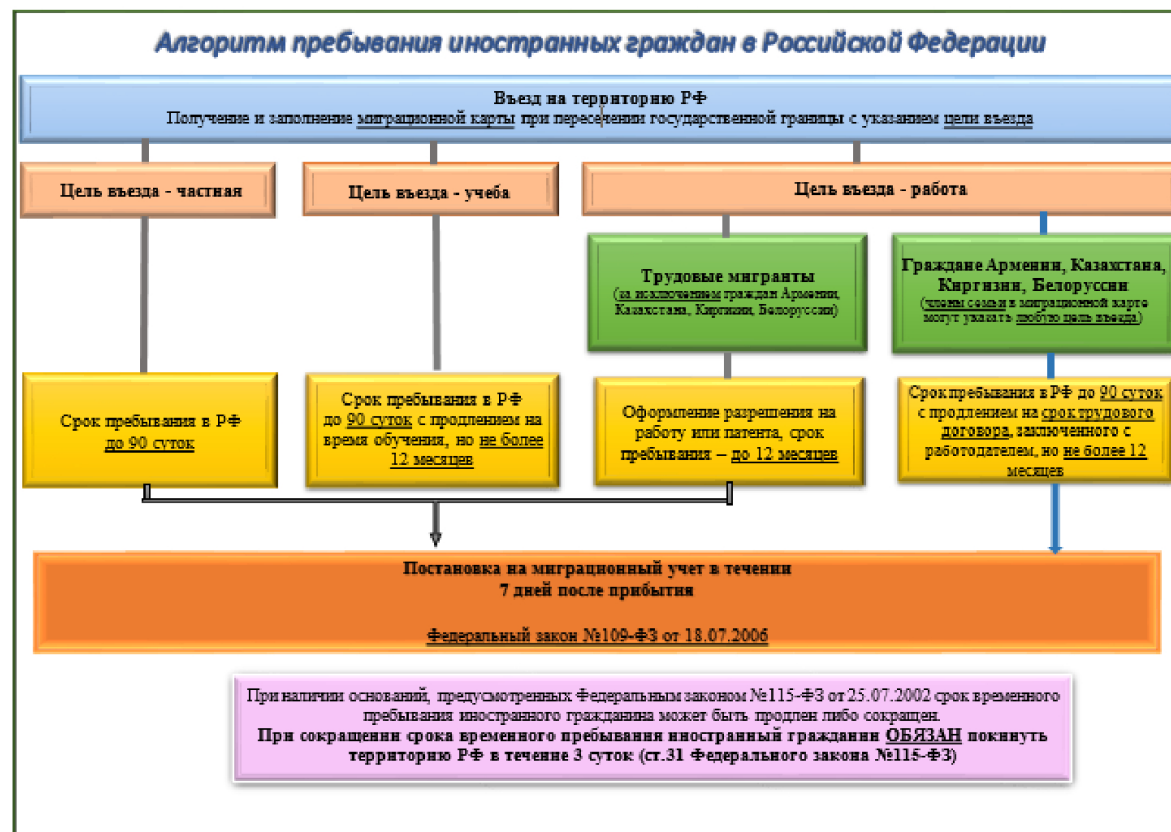 Алгоритм пребывания иностранных граждан в Российской Федерации
Въезд на территорию РФ
Получение и заполнение миграционной карты при пересечении государственной границы с указанием цели въезда
Цель въезда - частная
Цель въезда - учеба
Цель въезда - работа
Трудовые мигранты
(за исключением граждан Армении,
Казахстана, Киргизии, Белоруссии)
Граждане Армении, Казахстана,
Киргизии, Белоруссии
(члены семьи в миграционной карте
могут указать любую цель въезда)
Срок пребывания в РФ
до 90 суток
Срок пребывания в РФ
до 90 суток с продлением на
время обучения, но не более
12 месяцев
Оформление разрешения на
работу или патента, срок
пребывания – до 12 месяцев
Срок пребывания в РФ до 90 суток
с продлением на срок трудового
договора, заключенного с
работодателем, но не более 12
месяцев
Постановка на миграционный учет в течении
7 дней после прибытия
Федеральный закон №109-ФЗ от 18.07.2006
При наличии оснований, предусмотренных Федеральным законом №115-ФЗ от 25.07.2002 срок временного
пребывания иностранного гражданина может быть продлен либо сокращен.
При сокращении срока временного пребывания иностранный гражданин ОБЯЗАН покинуть
территорию РФ в течение 3 суток (ст.31 Федерального закона №115-ФЗ)